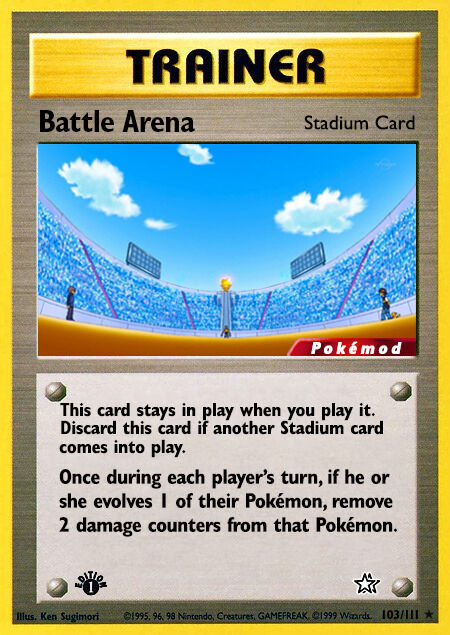 TRAINER
Battle Arena
Stadium Card
Pokémod
This card stays in play when you play it.
Discard this card if another Stadium card
comes into play.
Once during each player's turn, if he or
she evolves 1 of their Pokémon, remove
2 damage counters from that Pokémon.
EDITION
1
Illus. Ken Sugimori
©1995, 96, 98 Nintendo, Creatures, GAMEFREAK. ©1999 Wizards.
103/111 ★